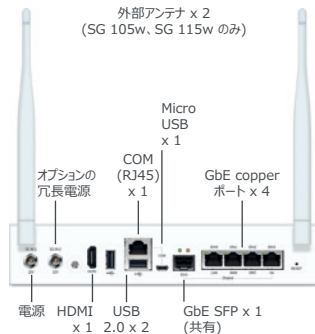 外部アンテナ x 2
(SG 105w、SG 115w のみ)
Micro
USB
x 1
オプションの
冗長電源
COM
(RJ45)
x 1
GbE copper
ポート x 4
電源
HDMI
x 1
USB
2.0 x 2
GbE SFP x 1
(共有)